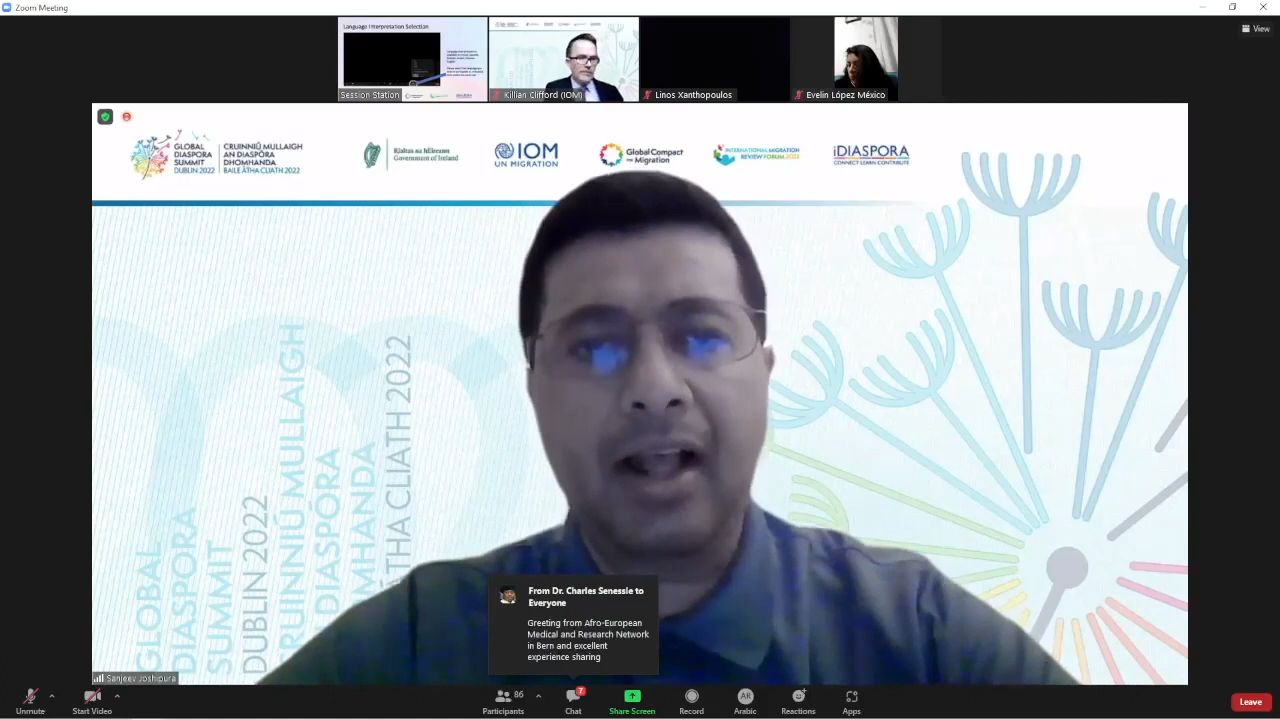 Zoom Meeting
View
Language Interpretation Selection
Session Station
Killian Clifford (IOM)
Linos Xanthopoulos
Evelin López México
GLOBAL
DIASPORA
SUMMIT
DUBLIN 2022
CRUINNIÚ MULLAIGH
AN DIASPÓRA
DHOMHANDA
BAILE ÁTHA CLIATH 2022
Rialtas na hÉireann
Government of Ireland
IOM
UN MIGRATION
Global Compact
for Migration
INTERNATIONAL MIGRATION
REVIEW FORUM 2022
iDIASPORA
CONNECT LEARN CONTRIBUTE
GLOBAL
DIASPORA
SUMMIT
DUBLIN 2022
RUINNIÚ MULLAIGH
DIASPÓRA
MHANDA
THA CLIATH 2022
From Dr. Charles Senessie to
Everyone
Greeting from Afro-European
Medical and Research Network
in Bern and excellent
experience sharing
Sanjeev Joshipura
Unmute
Start Video
86
Participants
7
Chat
Share Screen
Record
AR
Arabic
Reactions
Apps
Leave